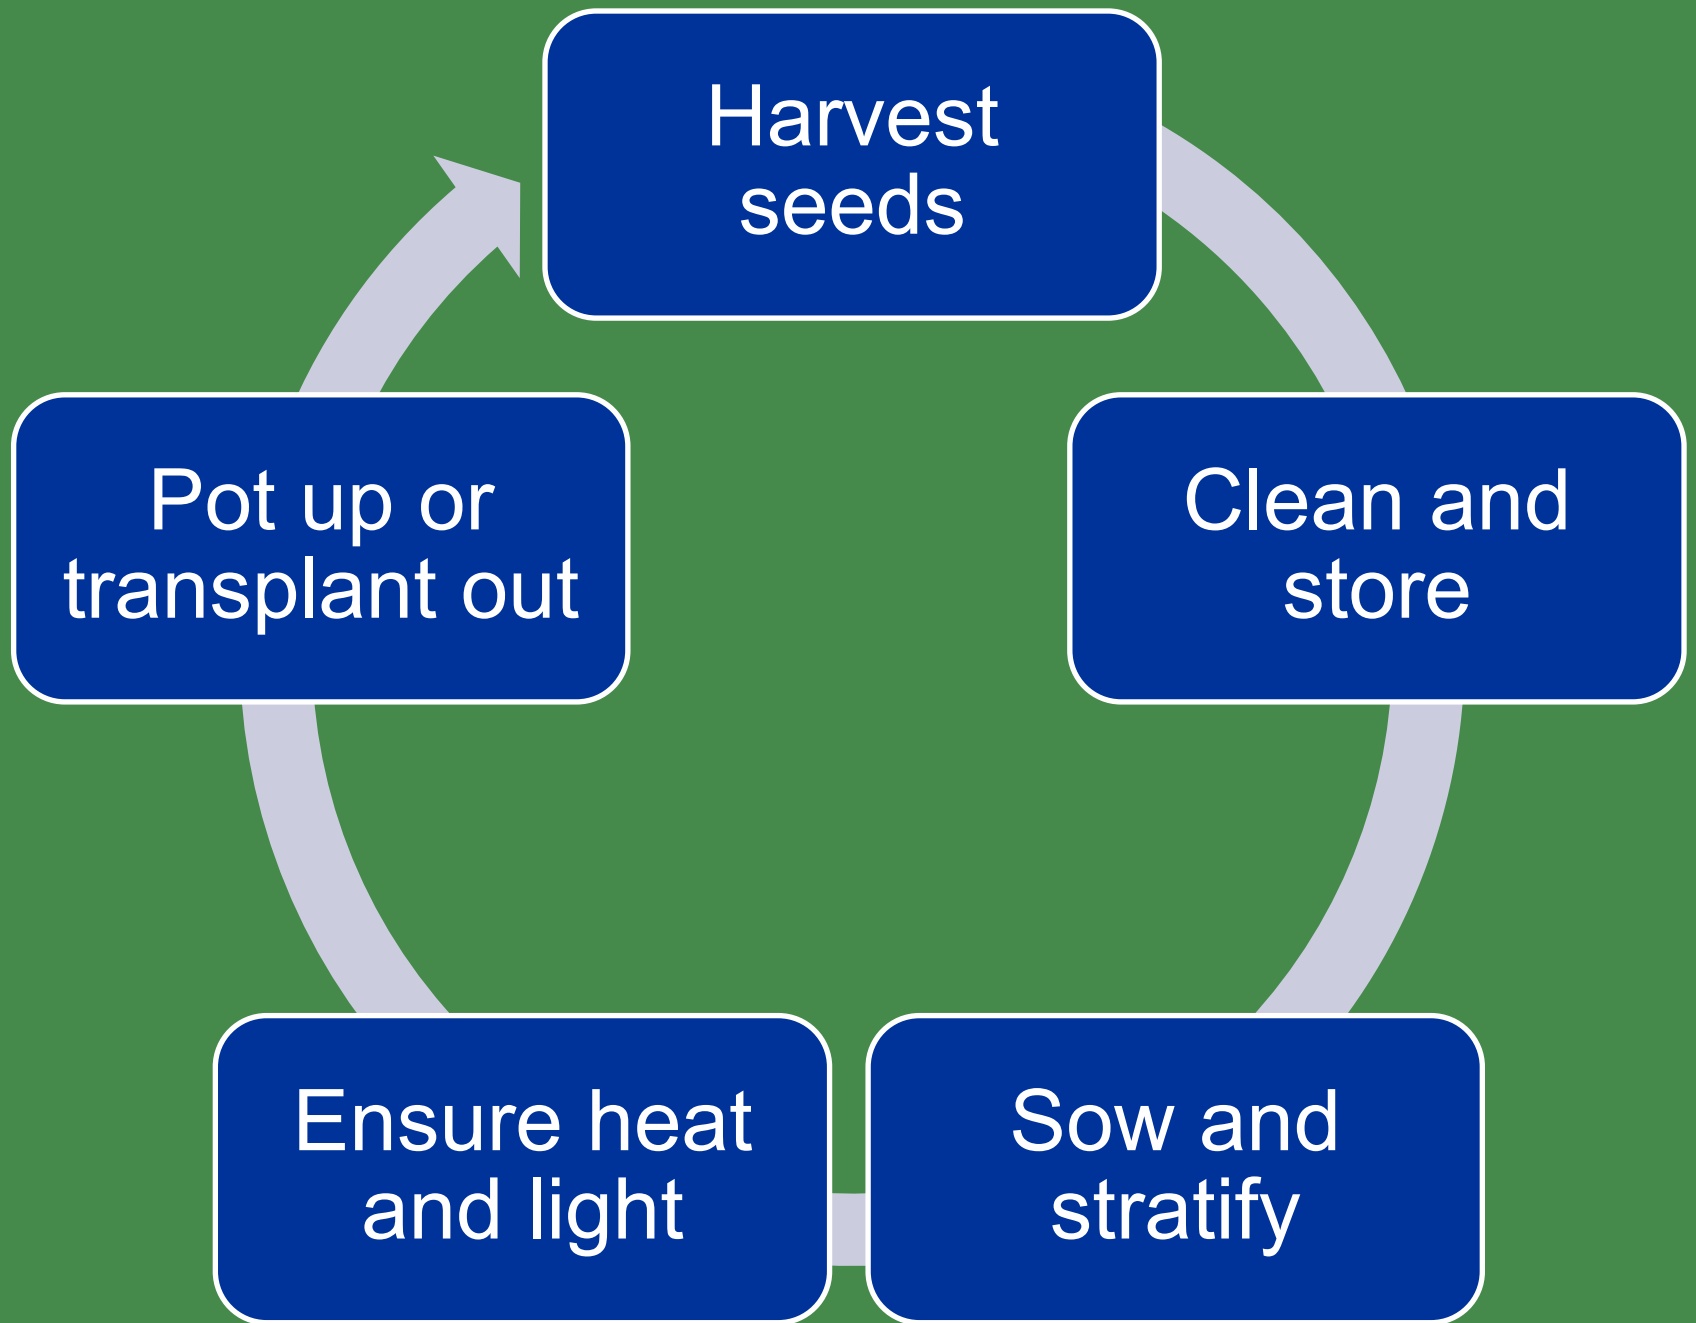 Harvest
seeds
Clean and
store
Sow and
stratify
Ensure heat
and light
Pot up or
transplant out